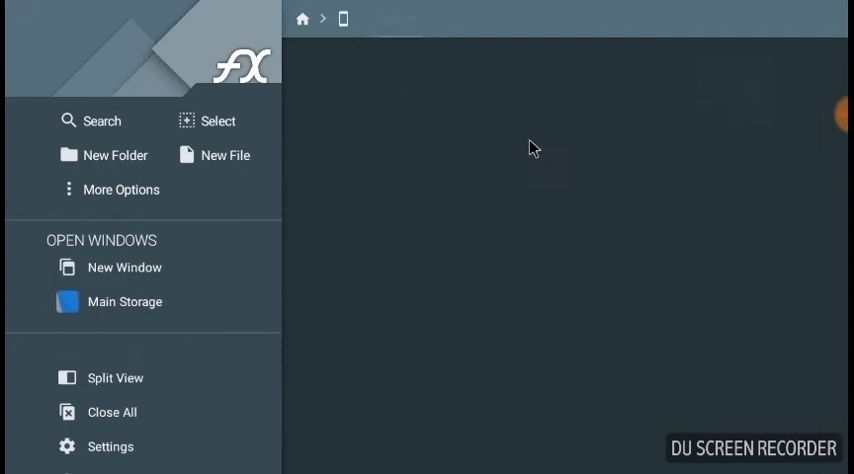 FX
Search
Select
New Folder
New File
More Options
OPEN WINDOWS
New Window
Main Storage
Split View
Close All
Settings
DU SCREEN RECORDER